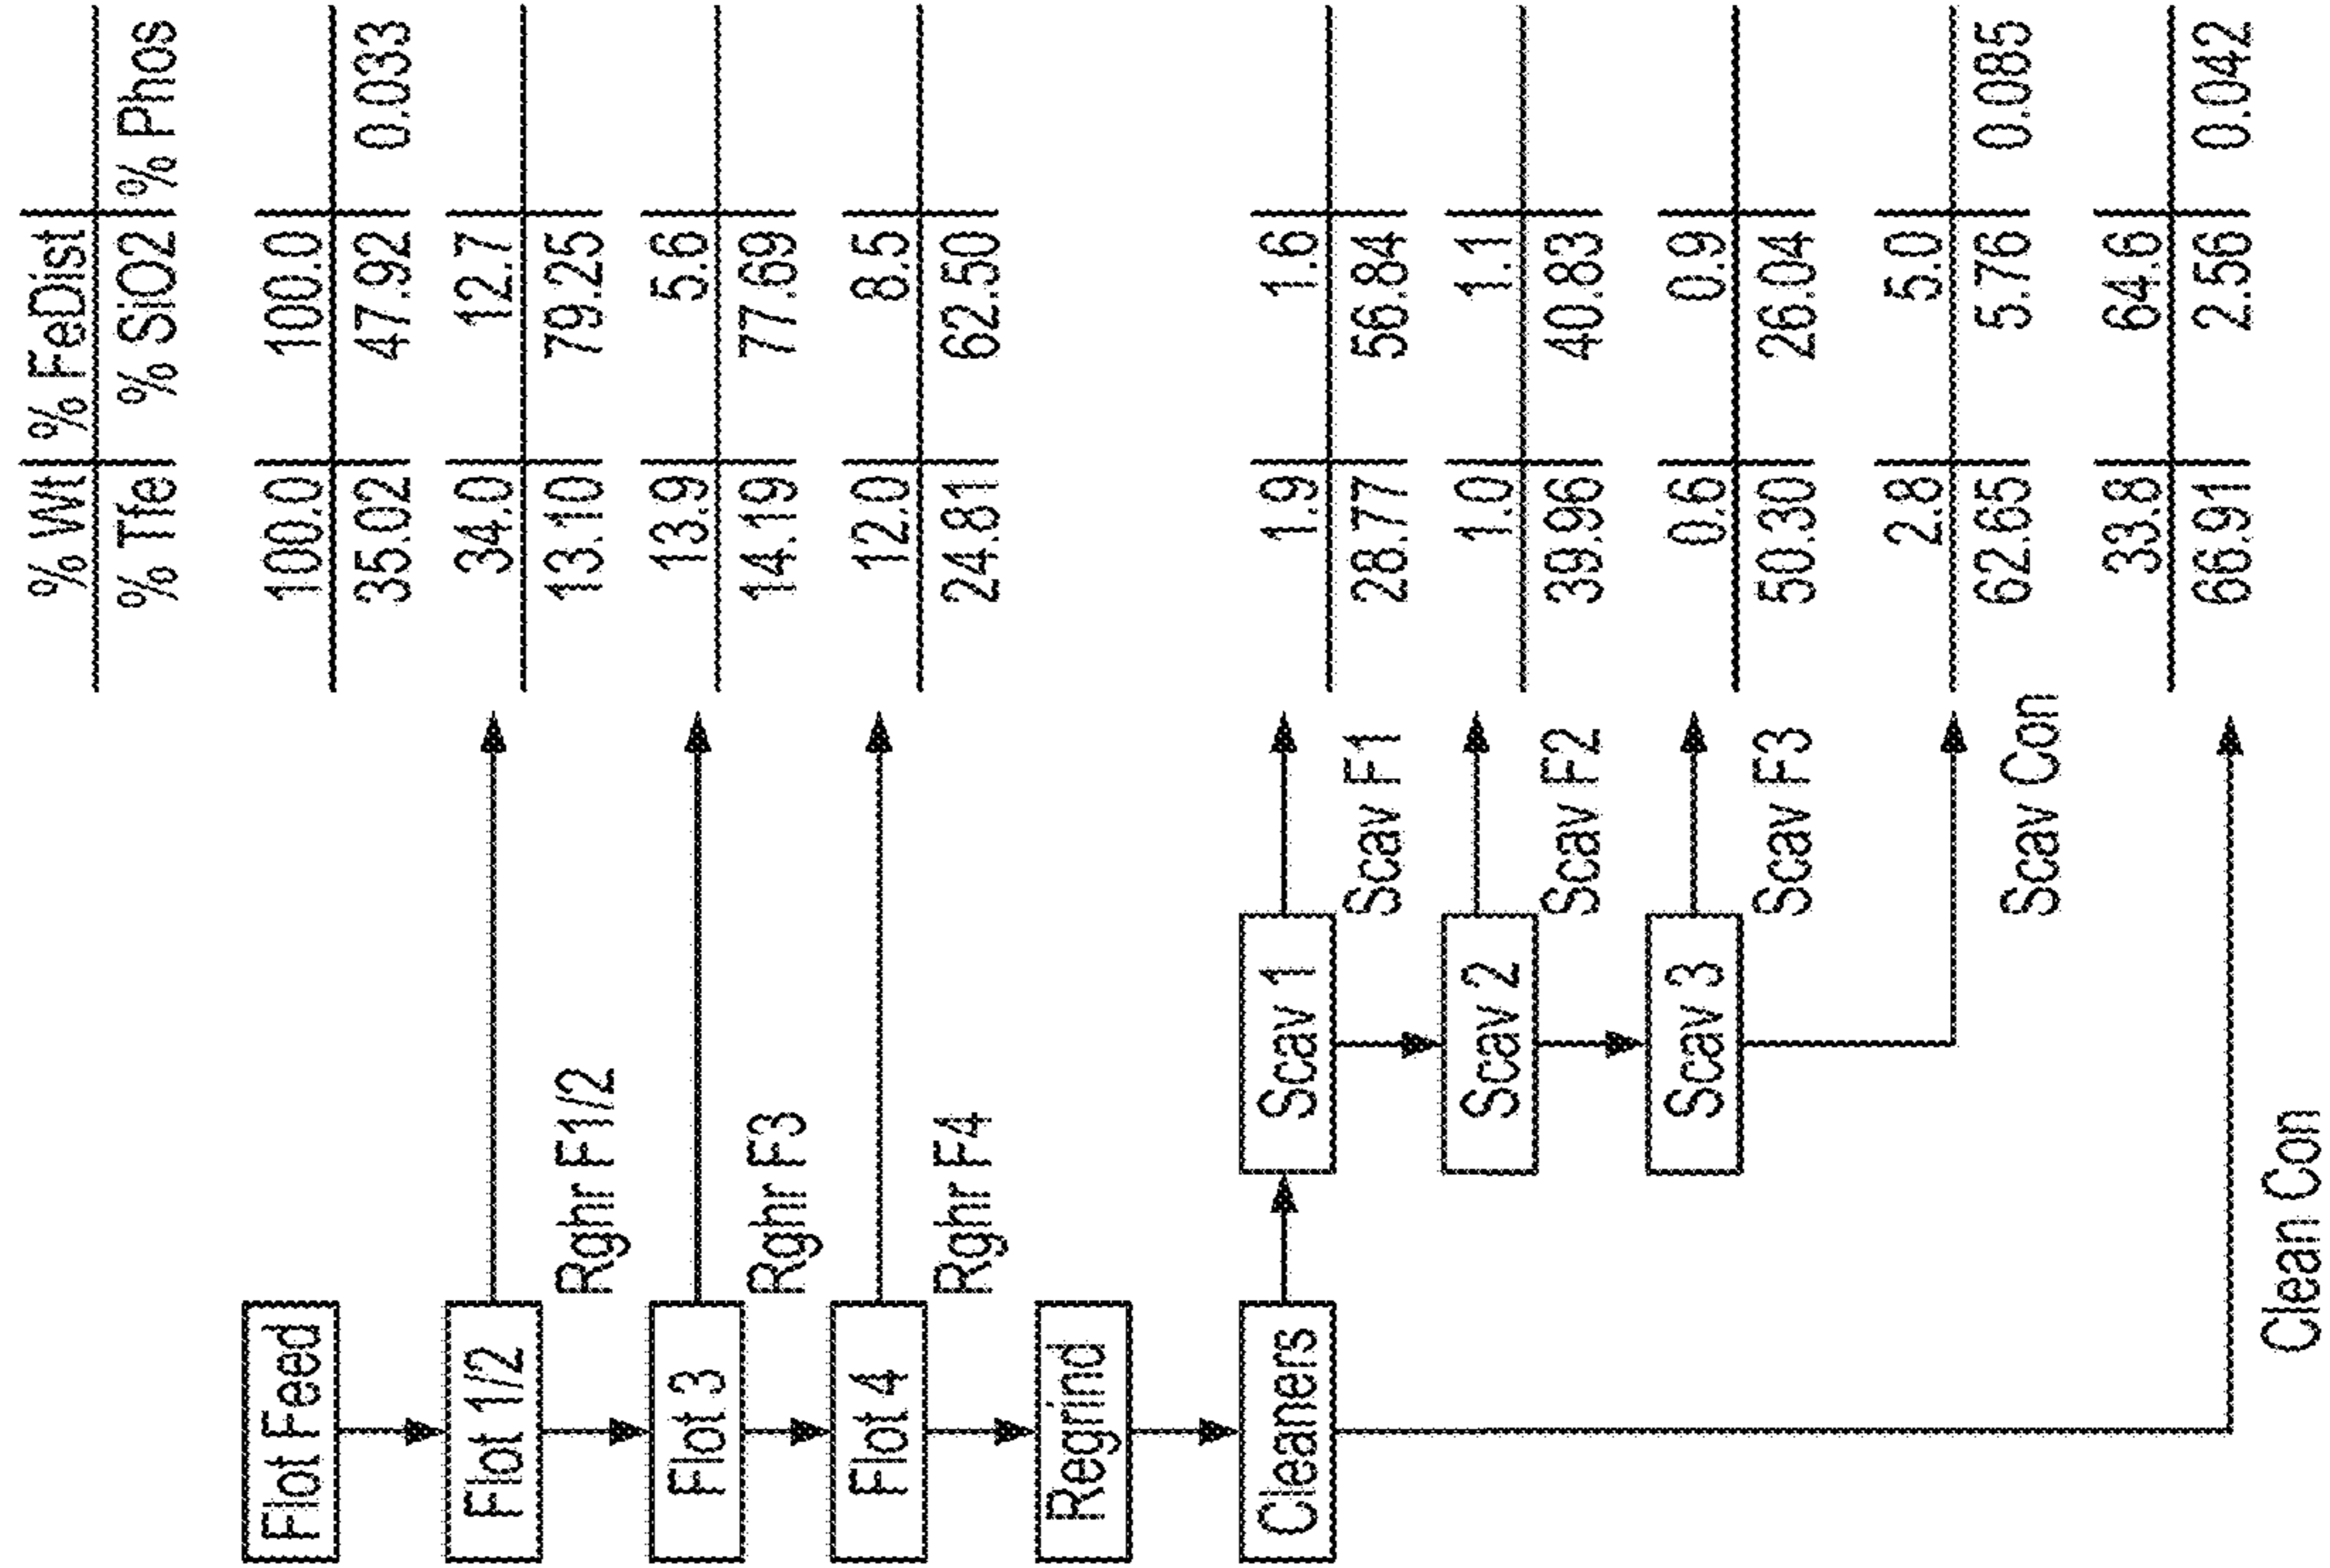 % Wt % FeDist
% Tfe % SiO2 % Phos
Flot Feed
100.0 100.0
35.02 47.92 0.033
Flot 1/2
34.0 12.7
Rghr F1/2
13.10 79.25
Flot 3
13.9 5.6
Rghr F3
14.19 77.69
Flot 4
12.0 8.5
Rghr F4
24.81 62.50
Regrind
Cleaners
Scav 1
1.9 1.6
Scav F1
28.77 56.84
Scav 2
1.0 1.1
Scav F2
39.96 40.83
Scav 3
0.6 0.9
Scav F3
50.30 26.04
2.8 5.0
Scav Con
62.65 5.76 0.085
33.8 64.6
66.91 2.56 0.042
Clean Con